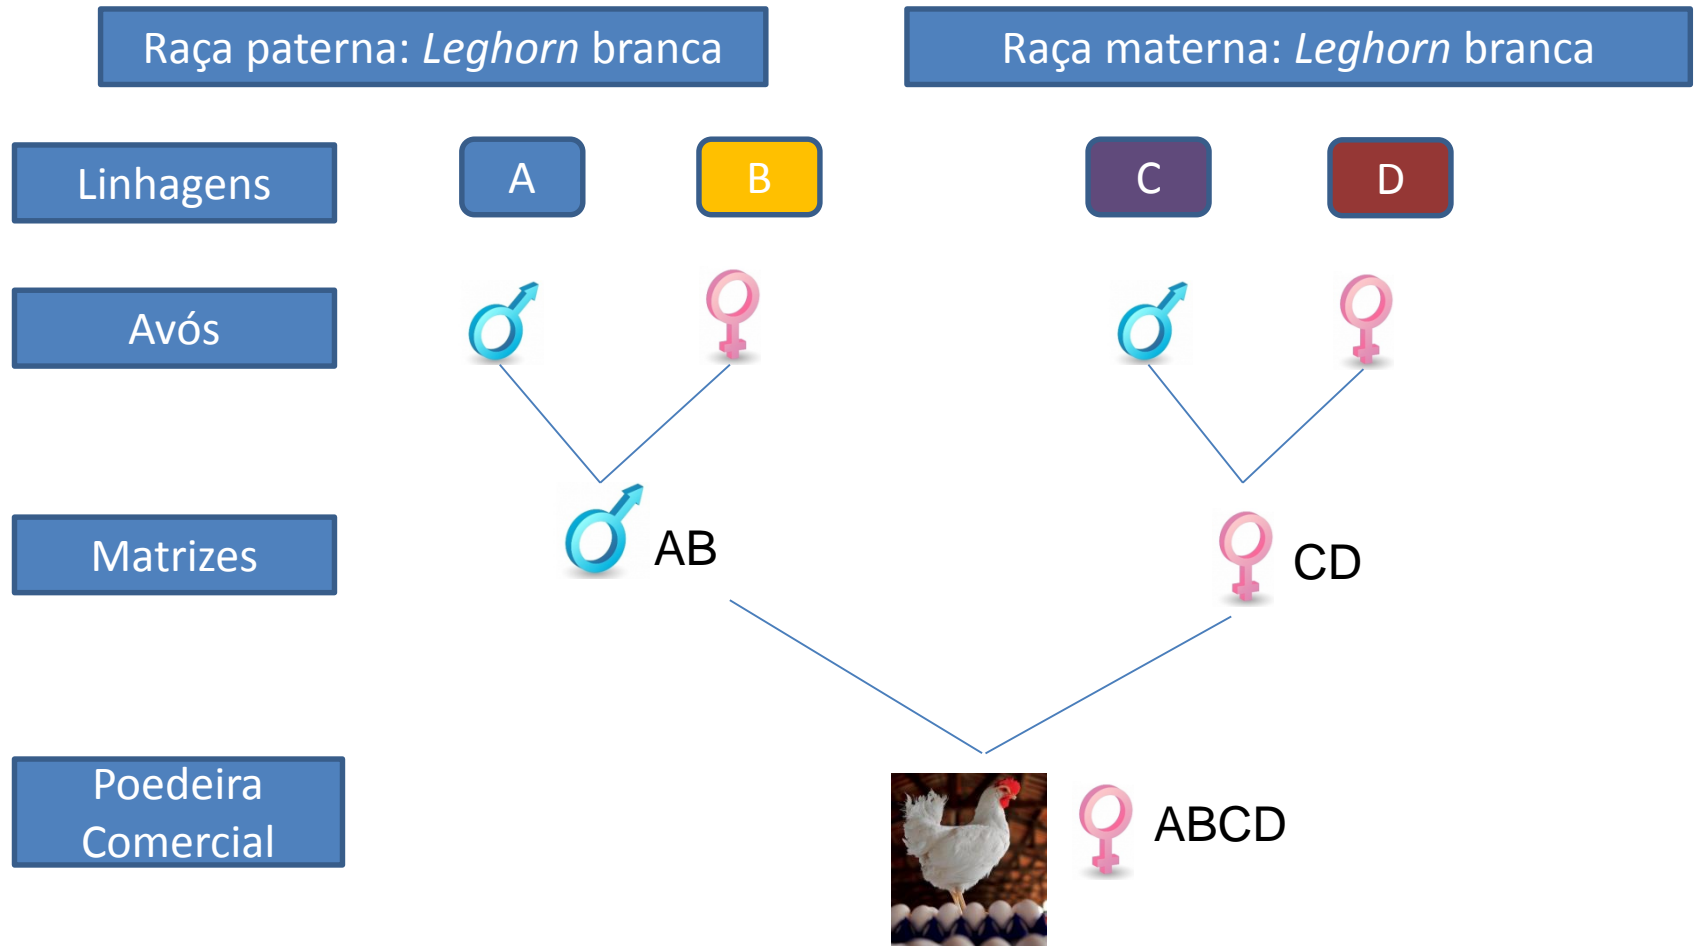 Raça paterna: Leghorn branca
Raça materna: Leghorn branca
Linhagens
A
B
C
D
Avós
Matrizes
AB
CD
Poedeira
Comercial
ABCD